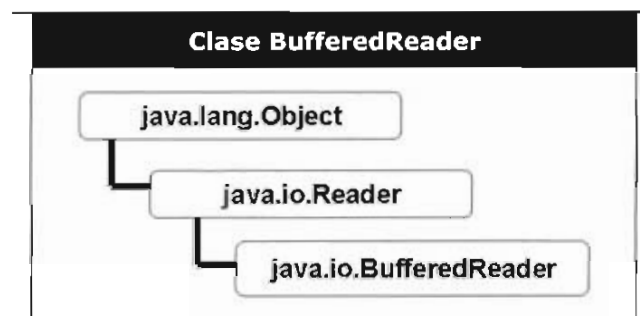 Clase BufferedReader
java.lang.Object
java.io.Reader
java.io.BufferedReader